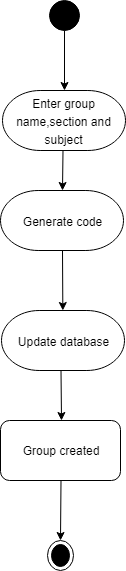 Enter group
name,section and
subject
Generate code
Update database
Group created